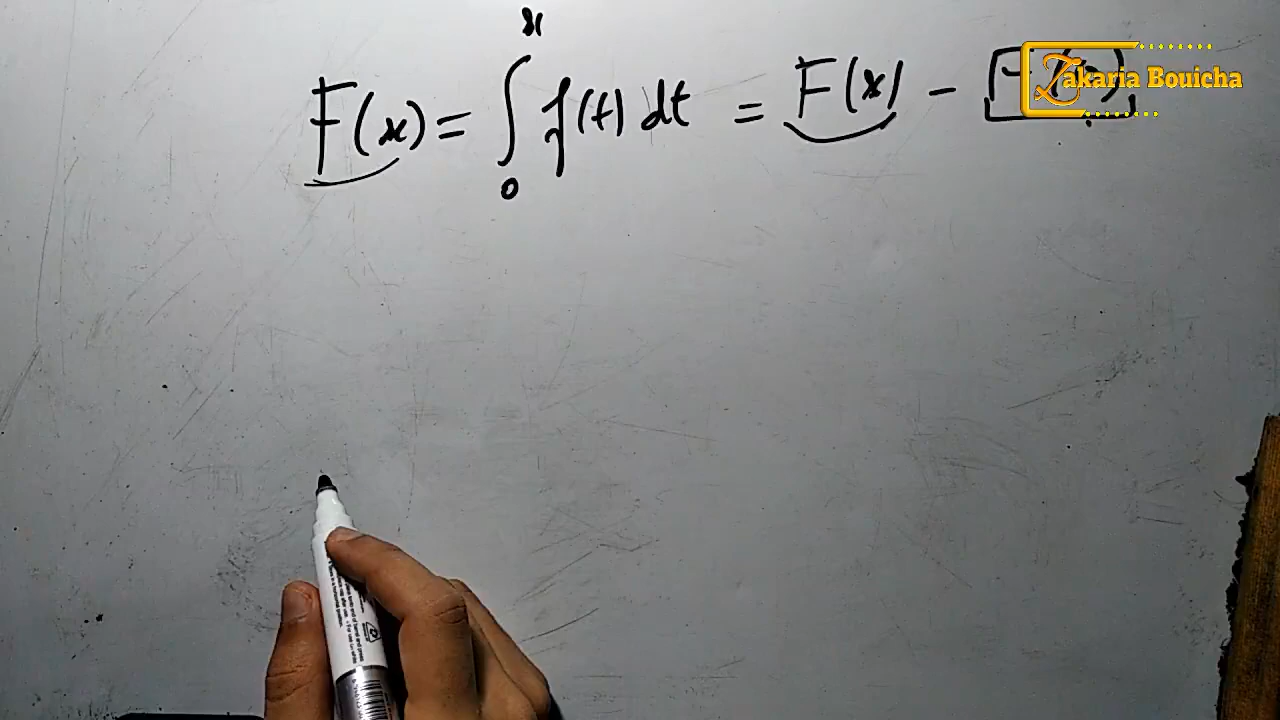 F(x) = ∫₀ˣ f(t) dt = F(x) -
Zakaria Bouicha